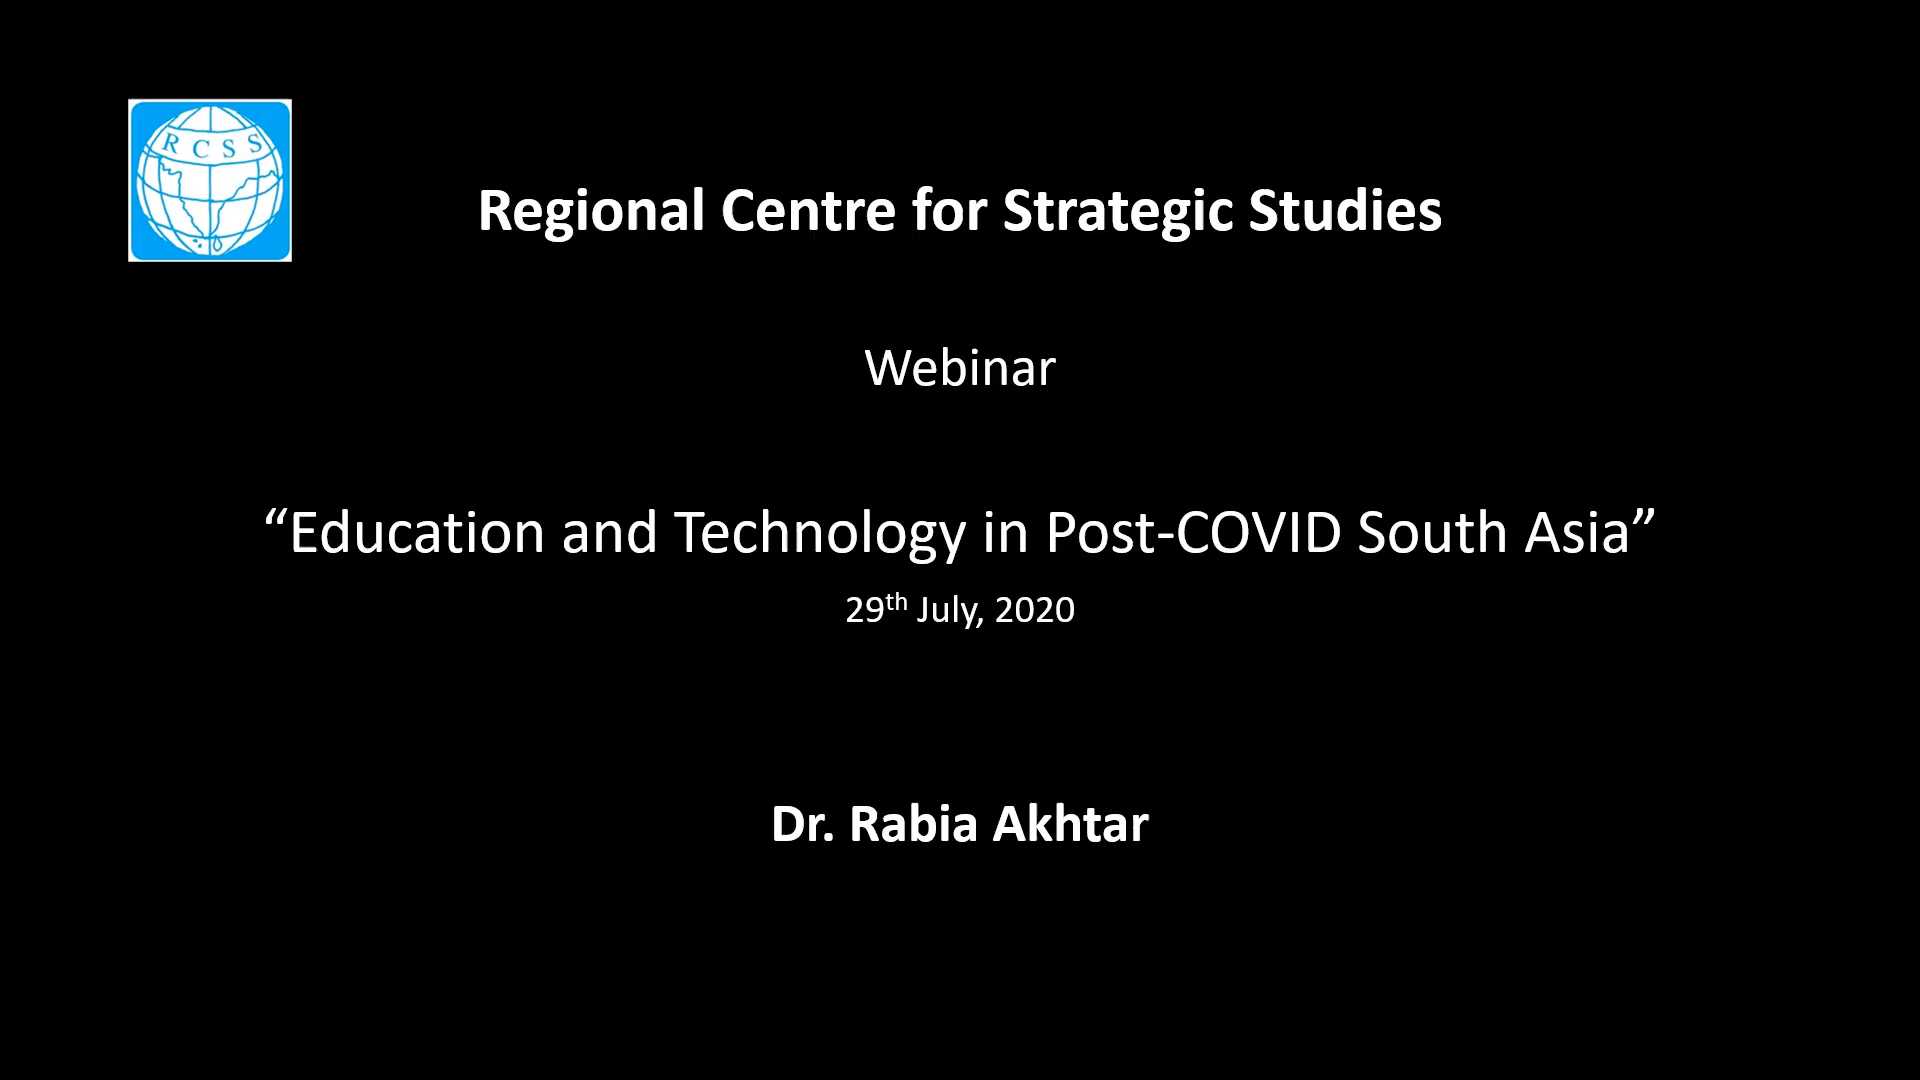 RCSS
Regional Centre for Strategic Studies
Webinar
“Education and Technology in Post-COVID South Asia”
29th July, 2020
Dr. Rabia Akhtar